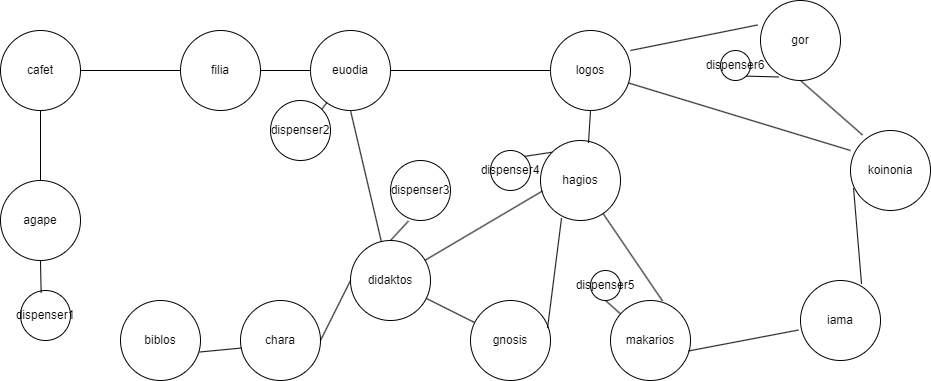 gor
cafet
filia
euodia
logos
dispenser6
dispenser2
dispenser4
hagios
koinonia
dispenser3
agape
didaktos
dispenser5
dispenser1
biblos
chara
gnosis
makarios
iama